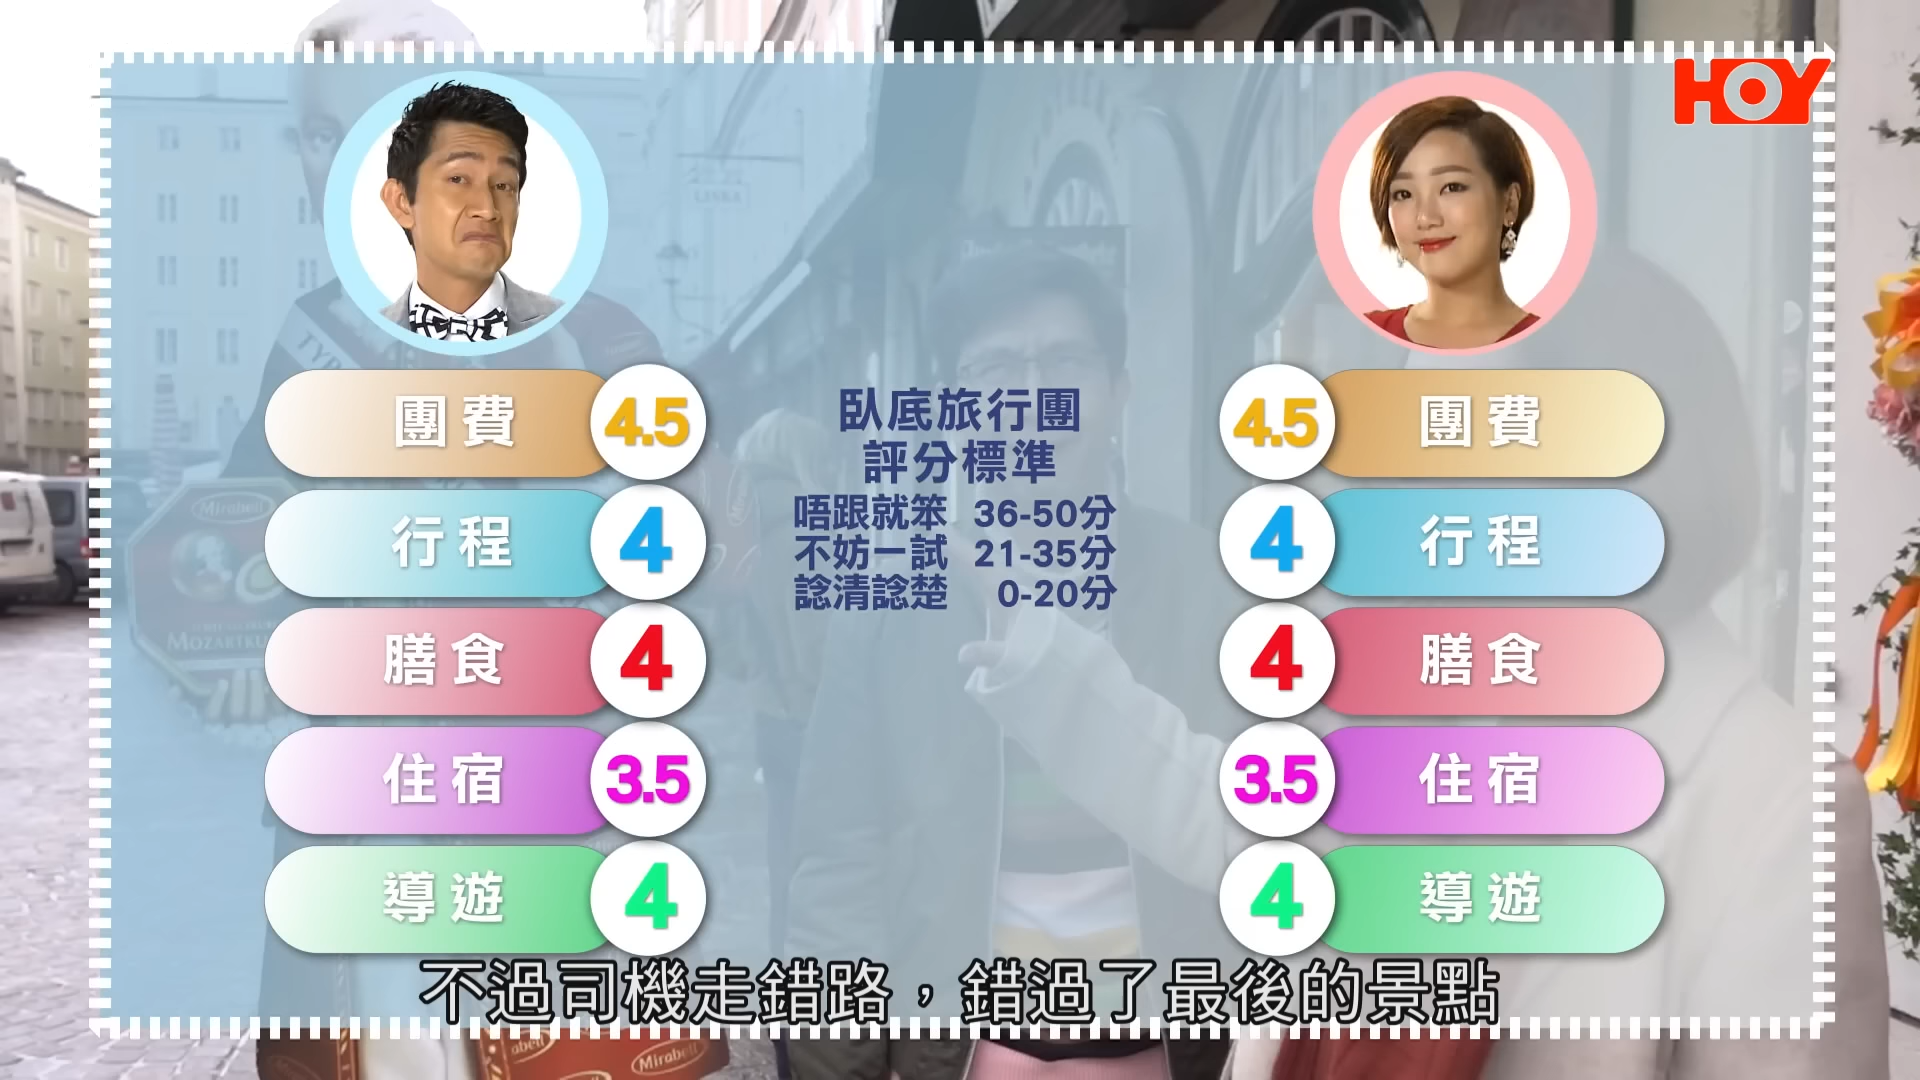 HOY
團費 4.5
行程 4
膳食 4
住宿 3.5
導遊 4
臥底旅行團
評分標準
唔跟就笨 36-50分
不妨一試 21-35分
諗清諗楚 0-20分
4.5 團費
4 行程
4 膳食
3.5 住宿
4 導遊
不過司機走錯路，錯過了最後的景點
Mirabell
Mirabell